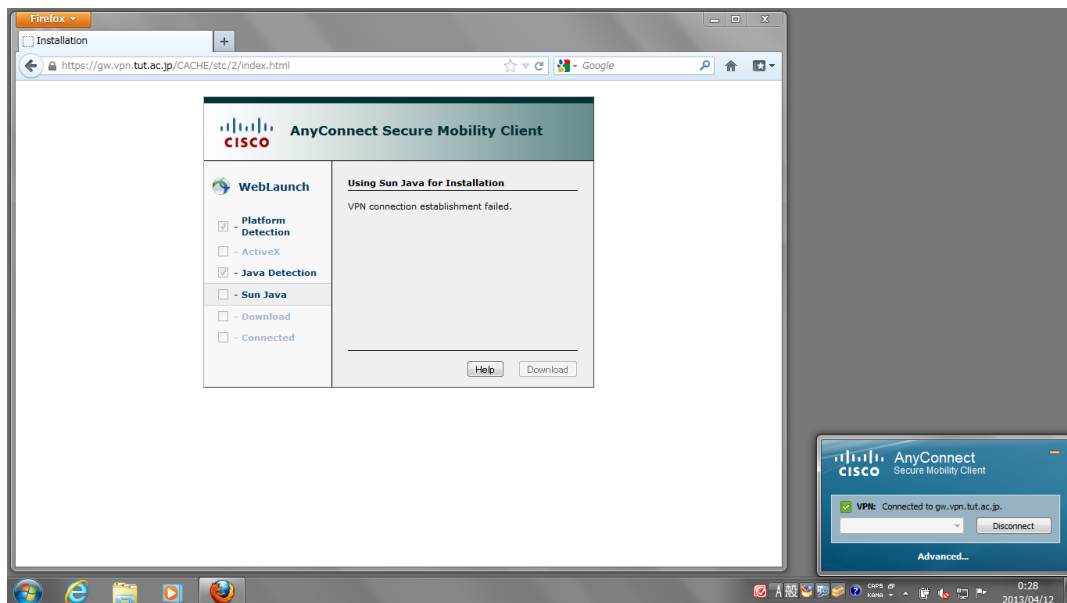 Firefox
Installation
https://gw.vpn.tut.ac.jp/CACHE/stc/2/index.html
Google
CISCO
AnyConnect Secure Mobility Client
WebLaunch
- Platform Detection
- ActiveX
- Java Detection
- Sun Java
- Download
- Connected
Using Sun Java for Installation
VPN connection establishment failed.
Help
Download
CISCO
AnyConnect
Secure Mobility Client
VPN: Connected to gw.vpn.tut.ac.jp.
Disconnect
Advanced...
A 般
CAPS
KANA
0:28
2013/04/12